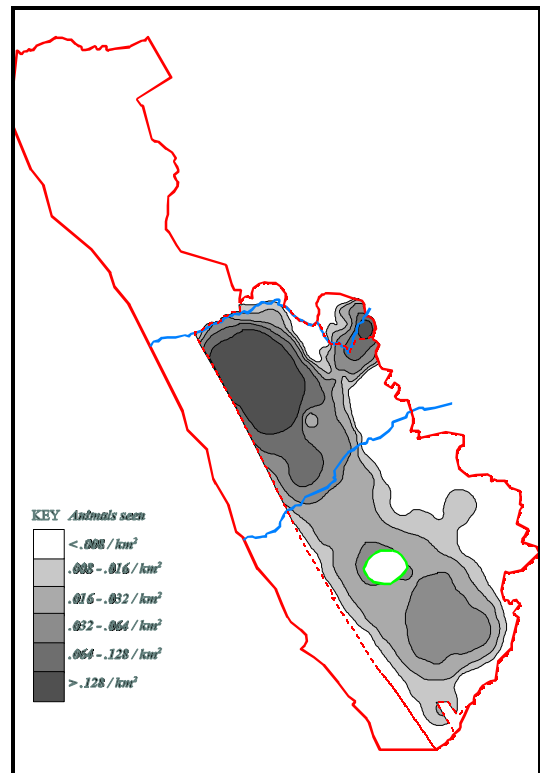 KEY Animals seen
< .008 / km²
.008 - .016 / km²
.016 - .032 / km²
.032 - .064 / km²
.064 - .128 / km²
> .128 / km²